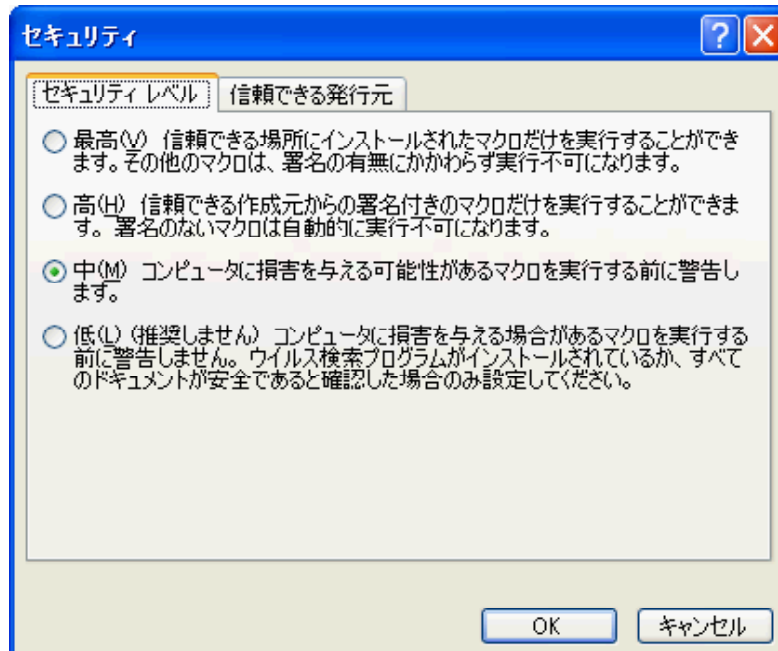 セキュリティ
セキュリティ レベル
信頼できる発行元
最高(V) 信頼できる場所にインストールされたマクロだけを実行することができ
ます。その他のマクロは、署名の有無にかかわらず実行不可になります。
高(H) 信頼できる作成元からの署名付きのマクロだけを実行することができま
す。署名のないマクロは自動的に実行不可になります。
中(M) コンピュータに損害を与える可能性があるマクロを実行する前に警告し
ます。
低(L) (推奨しません) コンピュータに損害を与える場合があるマクロを実行する
前に警告しません。ウイルス検索プログラムがインストールされているか、すべて
のドキュメントが安全であると確認した場合のみ設定してください。
OK
キャンセル